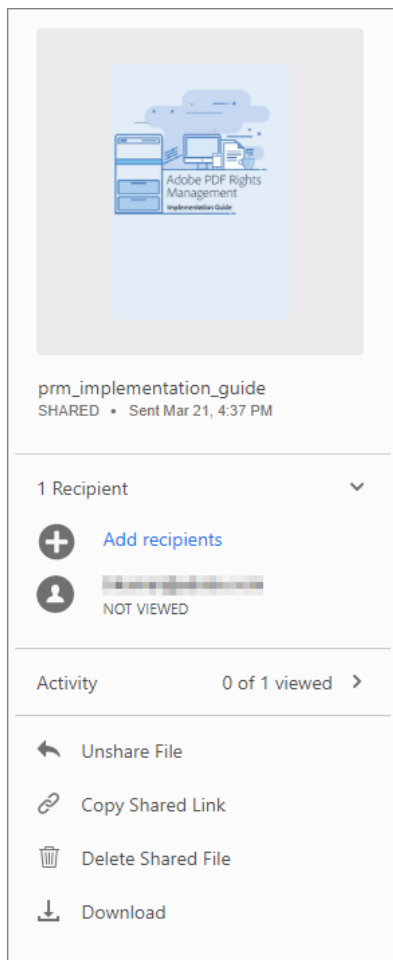 Adobe PDF Rights
Management
Implementation Guide
prm_implementation_guide
SHARED • Sent Mar 21, 4:37 PM
1 Recipient
Add recipients
NOT VIEWED
Activity 0 of 1 viewed
Unshare File
Copy Shared Link
Delete Shared File
Download